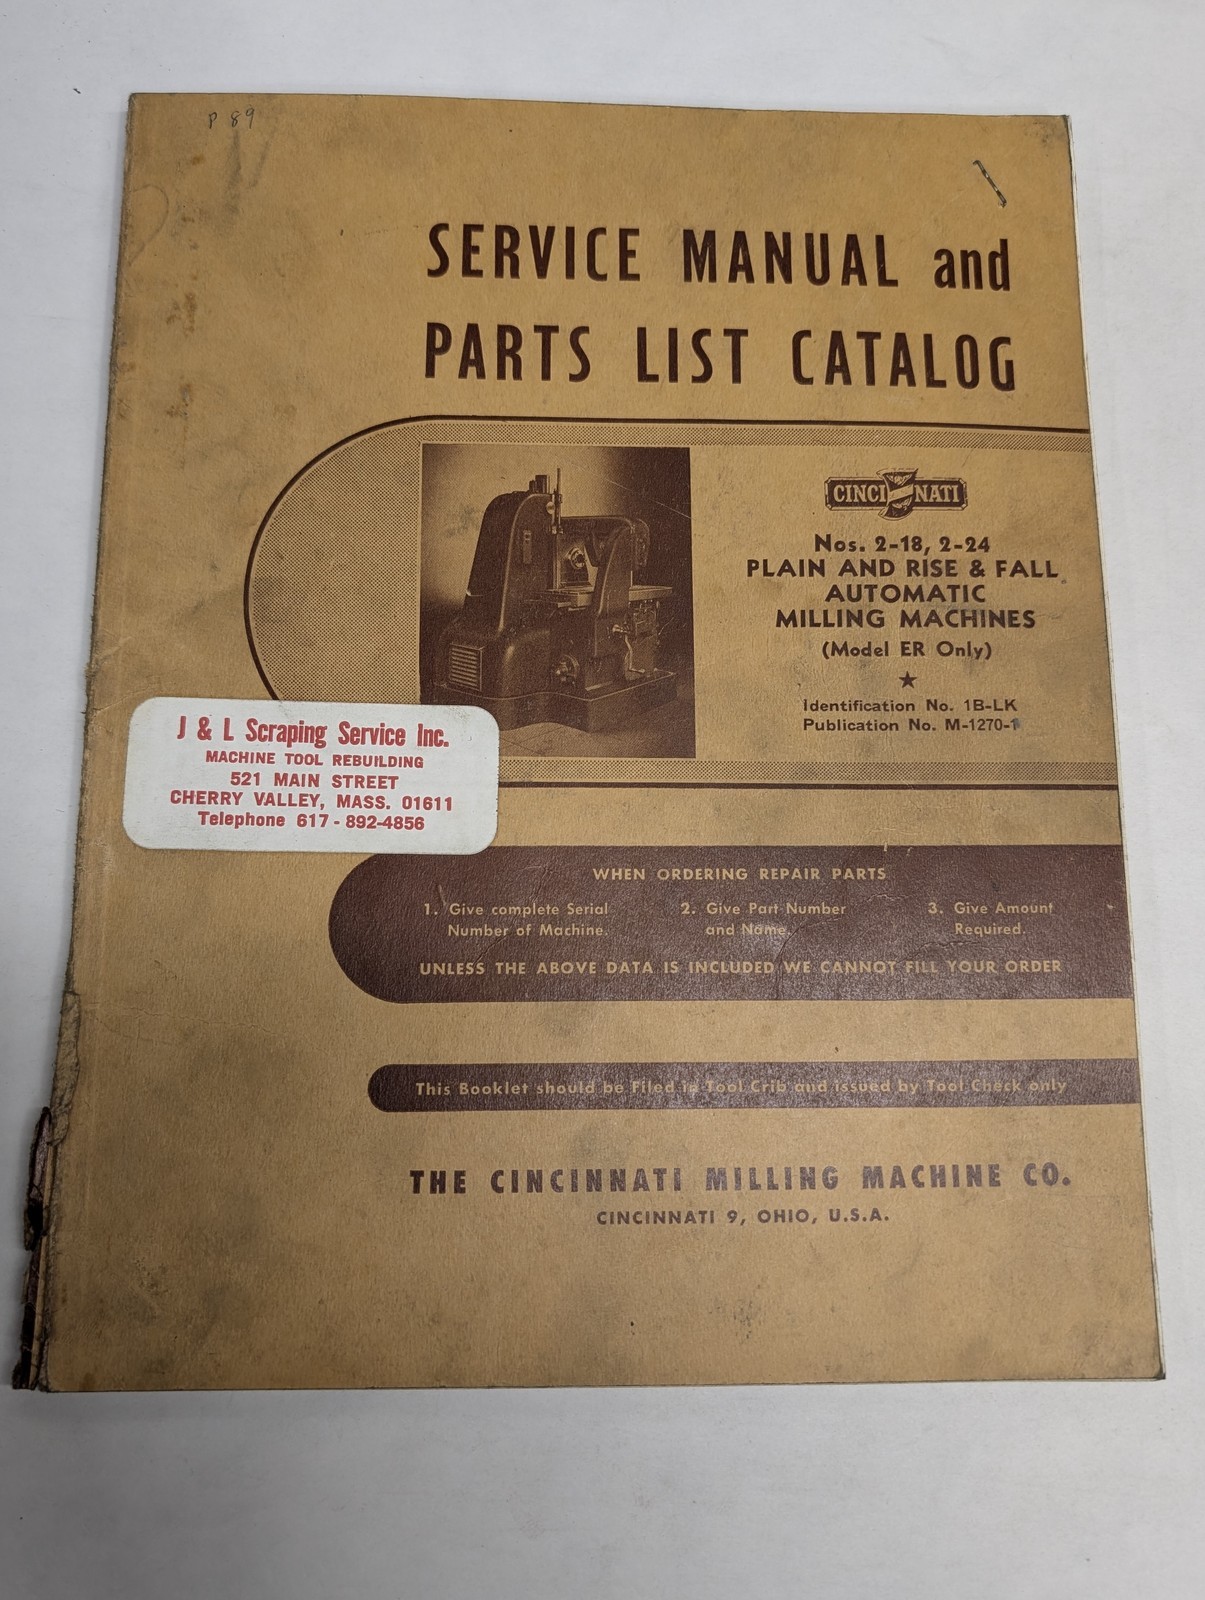 P 89
SERVICE MANUAL and
PARTS LIST CATALOG
CINCINNATI
Nos. 2-18, 2-24
PLAIN AND RISE & FALL
AUTOMATIC
MILLING MACHINES
(Model ER Only)
★
Identification No. 1B-LK
Publication No. M-1270-1
J & L Scraping Service Inc.
MACHINE TOOL REBUILDING
521 MAIN STREET
CHERRY VALLEY, MASS. 01611
Telephone 617 - 892-4856
WHEN ORDERING REPAIR PARTS
1. Give complete Serial
Number of Machine.
2. Give Part Number
and Name.
3. Give Amount
Required.
UNLESS THE ABOVE DATA IS INCLUDED WE CANNOT FILL YOUR ORDER
This Booklet should be Filed in Tool Crib and issued by Tool Check only
THE CINCINNATI MILLING MACHINE CO.
CINCINNATI 9, OHIO, U.S.A.